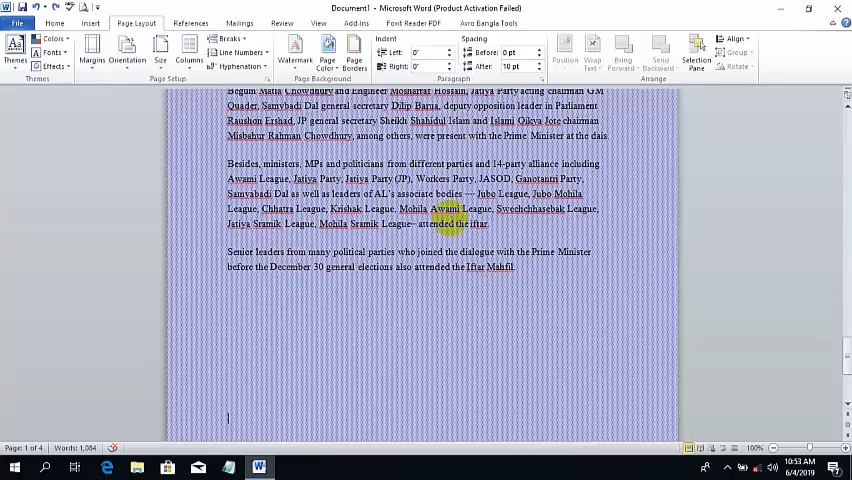 Document1 - Microsoft Word (Product Activation Failed)
File Home Insert Page Layout References Mailings Review View Add-Ins Foxit Reader PDF Avro Bangla Tools
Themes Colors Fonts Effects Margins Orientation Size Columns Breaks Line Numbers Hyphenation Watermark Page Color Page Borders Indent Left: 0" Right: 0" Spacing Before: 0 pt After: 10 pt Position Wrap Text Bring Forward Send Backward Selection Pane Align Group Rotate
Themes Page Setup Page Background Paragraph Arrange
Begum Matia Chowdhury and Engineer Mosharraf Hossain, Jatiya Party acting chairman GM
Quader, Samybadi Dal general secretary Dilip Barua, deputy opposition leader in Parliament
Raushon Ershad, JP general secretary Sheikh Shahidul Islam and Islami Oikya Jote chairman
Misbahur Rahman Chowdhury, among others, were present with the Prime Minister at the dais.
Besides, ministers, MPs and politicians from different parties and 14-party alliance including
Awami League, Jatiya Party, Jatiya Party (JP), Workers Party, JASOD, Ganotantri Party,
Samyabadi Dal as well as leaders of AL's associate bodies --- Jubo League, Jubo Mohila
League, Chhatra League, Krishak League, Mohila Awami League, Swechchasebak League,
Jatiya Sramik League, Mohila Sramik League-- attended the iftar.
Senior leaders from many political parties who joined the dialogue with the Prime Minister
before the December 30 general elections also attended the Iftar Mahfil.
Page: 1 of 4 Words: 1,084 100%
10:53 AM
6/4/2019